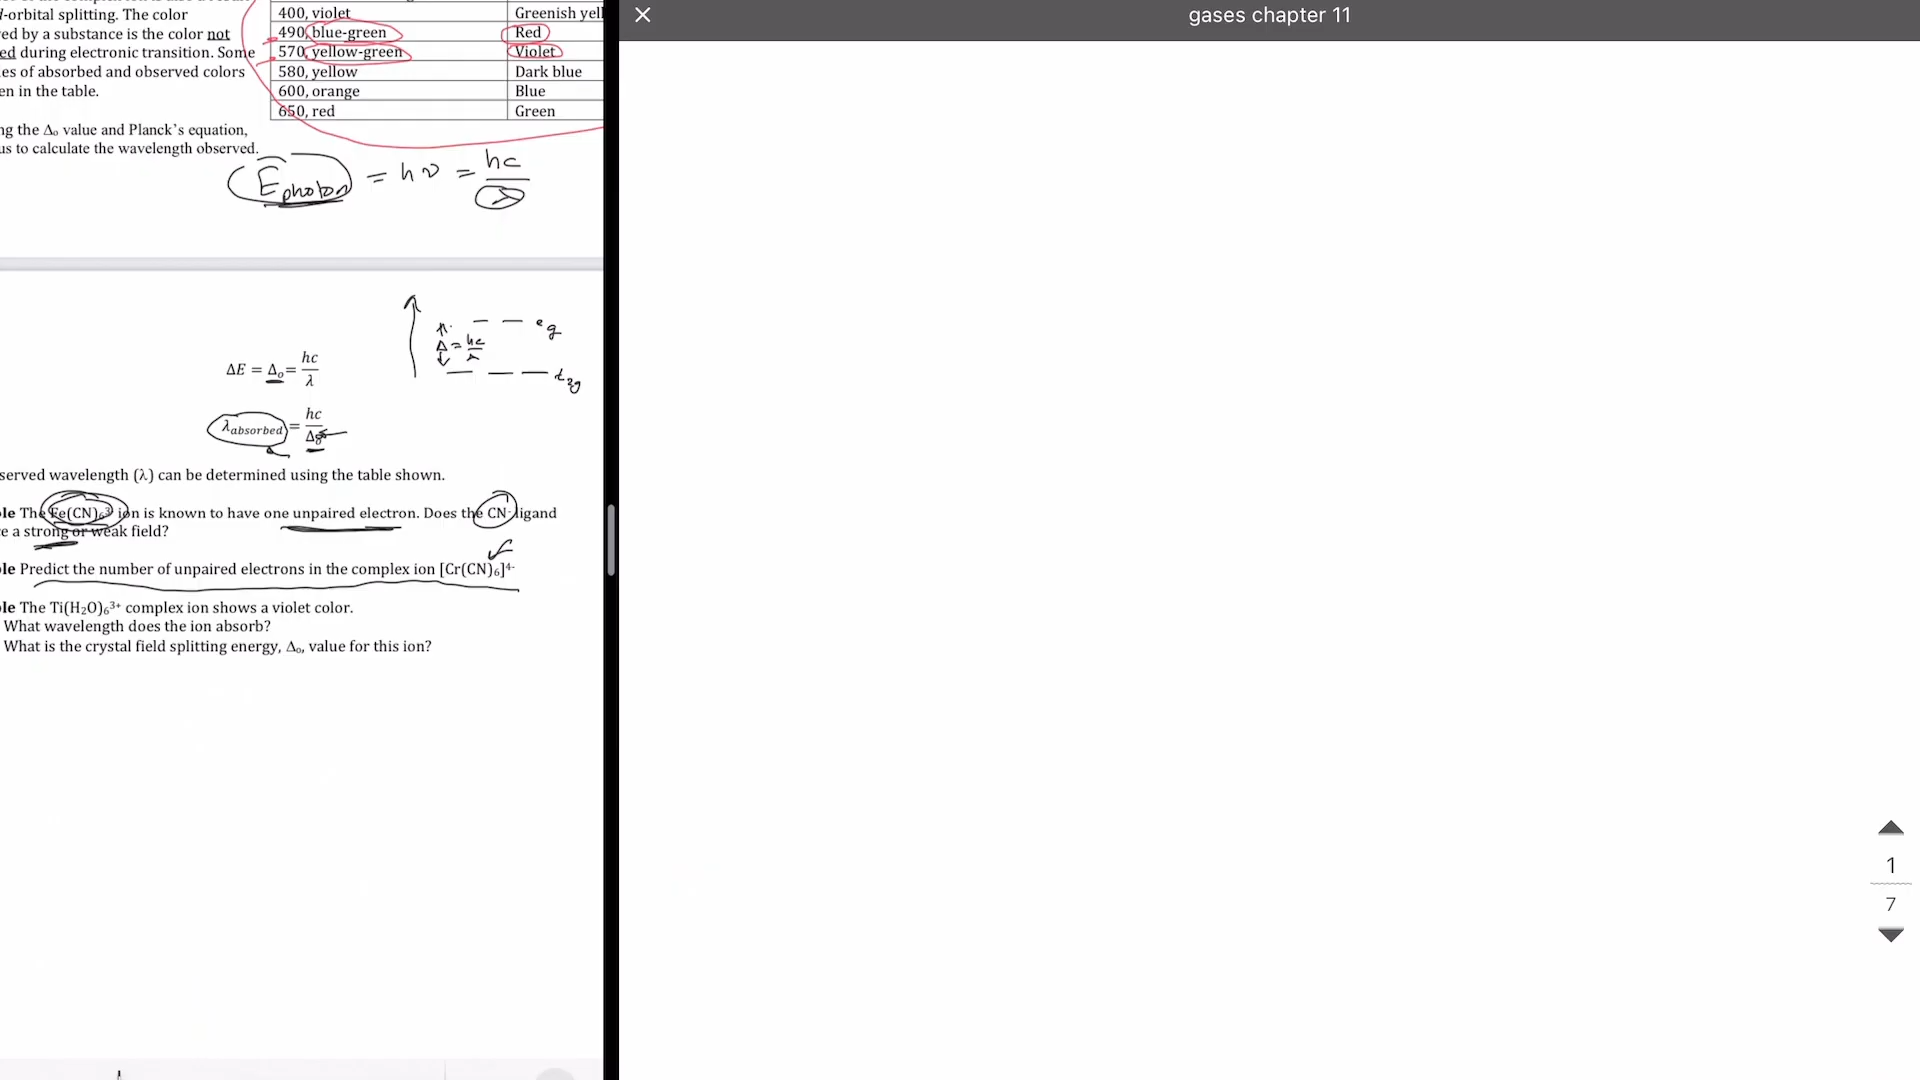 400, violet Greenish yell
-orbital splitting. The color
490, blue-green Red
ed by a substance is the color not
570, yellow-green Violet
ed during electronic transition. Some
580, yellow Dark blue
es of absorbed and observed colors
600, orange Blue
en in the table.
650, red Green
ng the Δₒ value and Planck's equation,
us to calculate the wavelength observed.
E photon = hν = hc / λ
eg
Δ = hc / λ
t2g
ΔE = Δₒ = hc / λ
λabsorbed = hc / Δₒ
served wavelength (λ) can be determined using the table shown.
le The Fe(CN)₆³⁻ ion is known to have one unpaired electron. Does the CN⁻ ligand
e a strong or weak field?
le Predict the number of unpaired electrons in the complex ion [Cr(CN)₆]⁴⁻
le The Ti(H₂O)₆³⁺ complex ion shows a violet color.
What wavelength does the ion absorb?
What is the crystal field splitting energy, Δₒ, value for this ion?
gases chapter 11
1
7